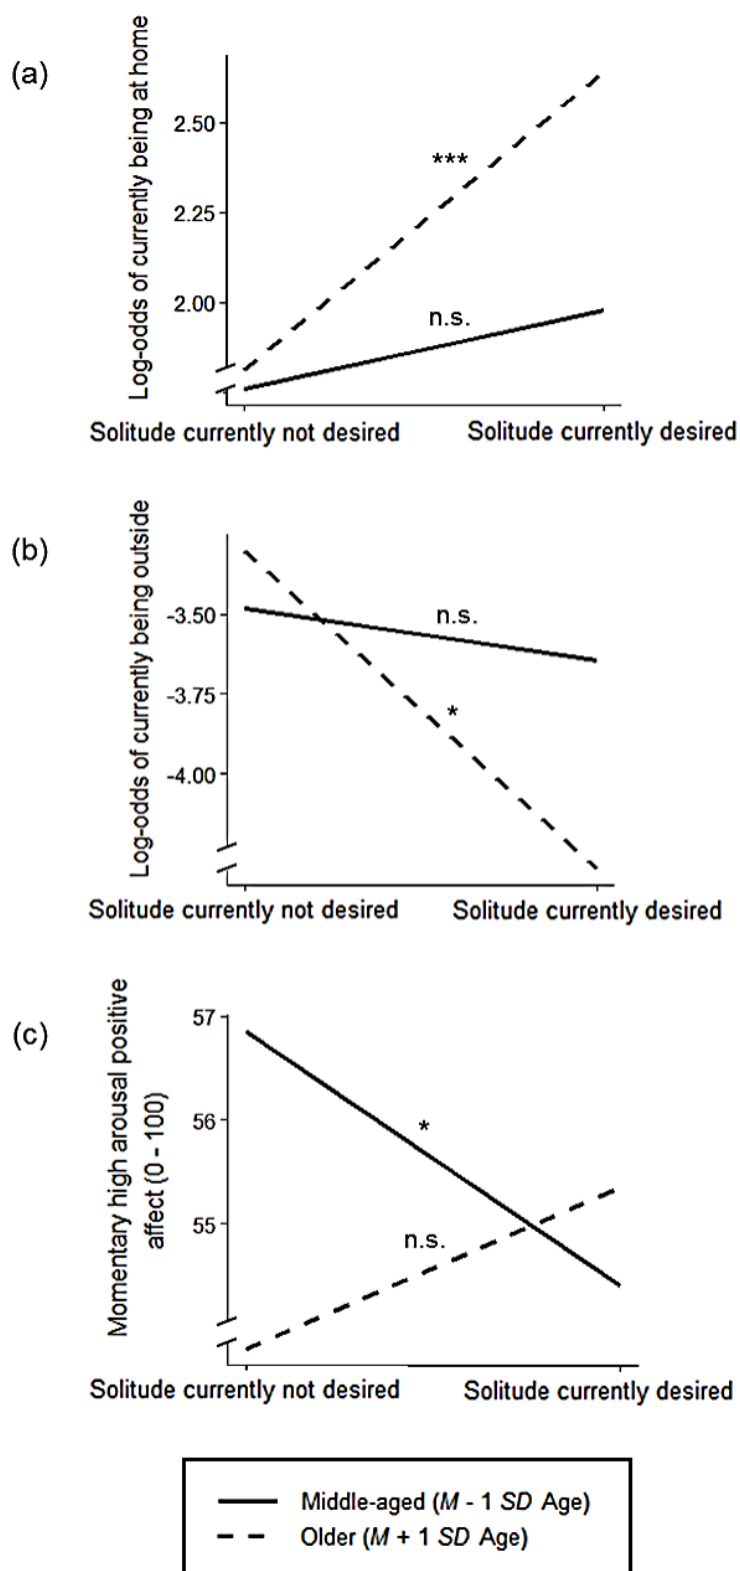 (a)
Log-odds of currently being at home
2.50
2.25
2.00
***
n.s.
Solitude currently not desired
Solitude currently desired
(b)
Log-odds of currently being outside
-3.50
-3.75
-4.00
n.s.
*
Solitude currently not desired
Solitude currently desired
(c)
Momentary high arousal positive
affect (0 - 100)
57
56
55
*
n.s.
Solitude currently not desired
Solitude currently desired
Middle-aged (M - 1 SD Age)
Older (M + 1 SD Age)